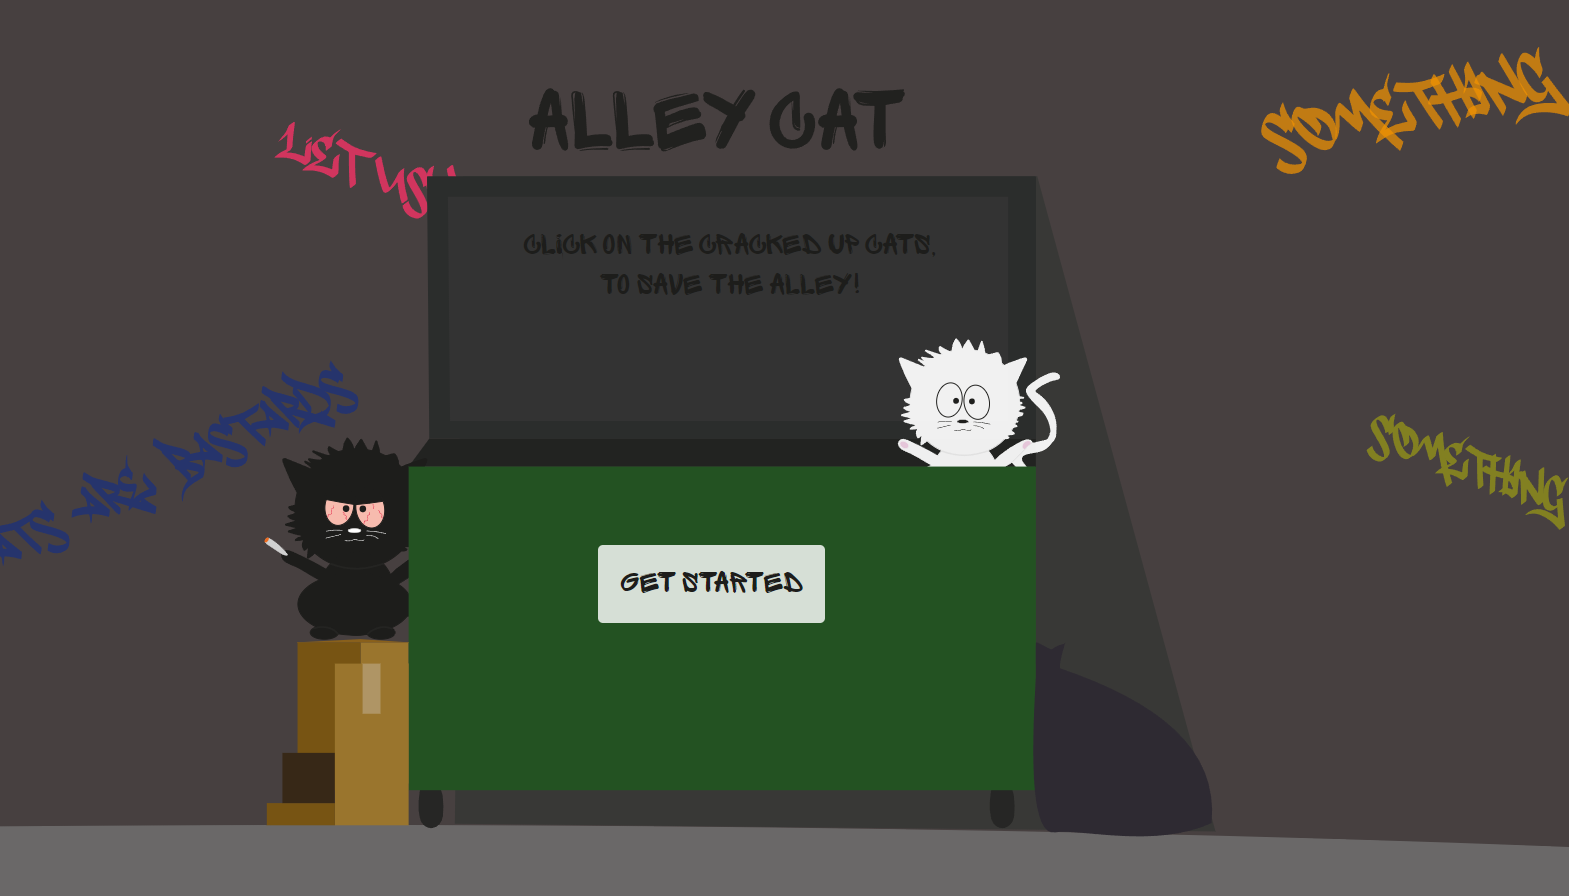 ALLEY CAT
LET US
SOMETHING
CLICK ON THE CRACKED UP CATS.
TO SAVE THE ALLEY!
ATS ARE BASTARDS
SOMETHING
GET STARTED